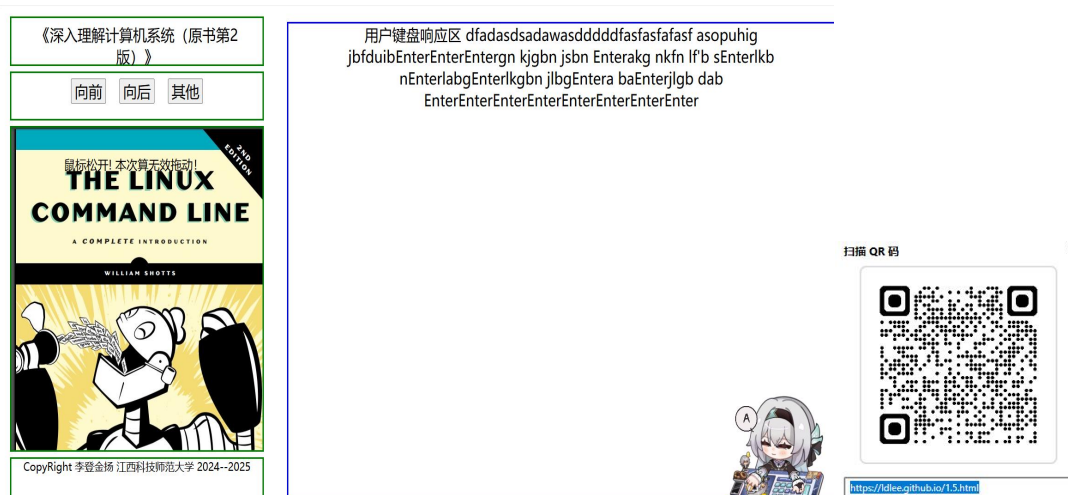 《深入理解计算机系统（原书第2
版）》
向前 向后 其他
鼠标松开! 本次算无效拖动!
2ND
EDITION
THE LINUX
COMMAND LINE
A COMPLETE INTRODUCTION
WILLIAM SHOTTS
CopyRight 李登金扬 江西科技师范大学 2024--2025
用户键盘响应区 dfadasdsadawasdddddfasfasfafasf asopuhig
jbfduibEnterEnterEntergn kjgbn jsbn Enterakg nkfn lf'b sEnterlkb
nEnterlabgEnterlkgbn jlbgEntera baEnterjlgb dab
EnterEnterEnterEnterEnterEnterEnterEnter
A
扫描 QR 码
https://ldlee.github.io/1.5.html